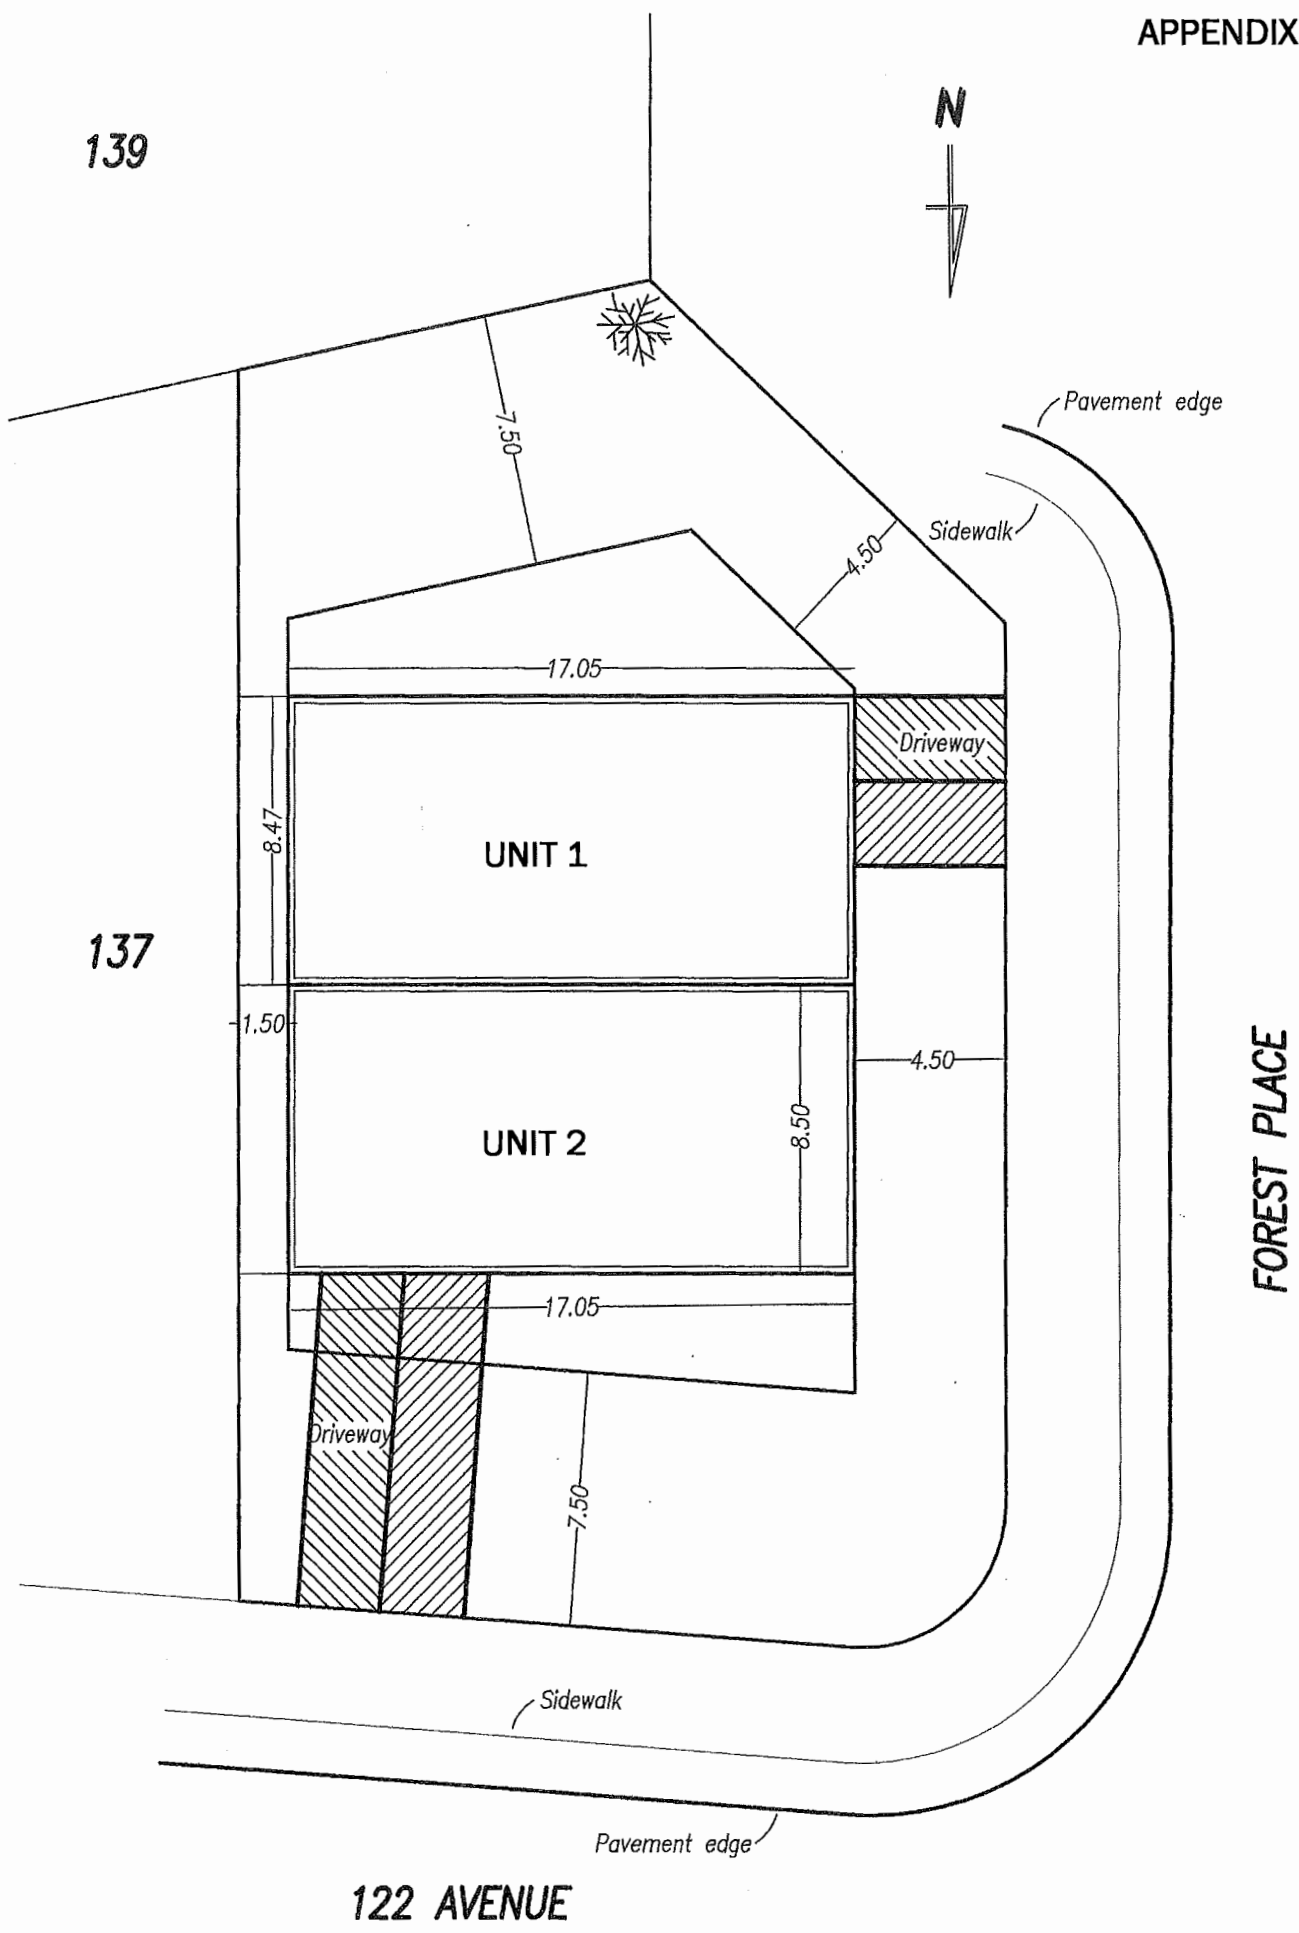 APPENDIX
N
139
Pavement edge
7.50
Sidewalk
4.50
17.05
Driveway
8.47
UNIT 1
137
1.50
4.50
FOREST PLACE
8.50
UNIT 2
17.05
Driveway
7.50
Sidewalk
Pavement edge
122 AVENUE